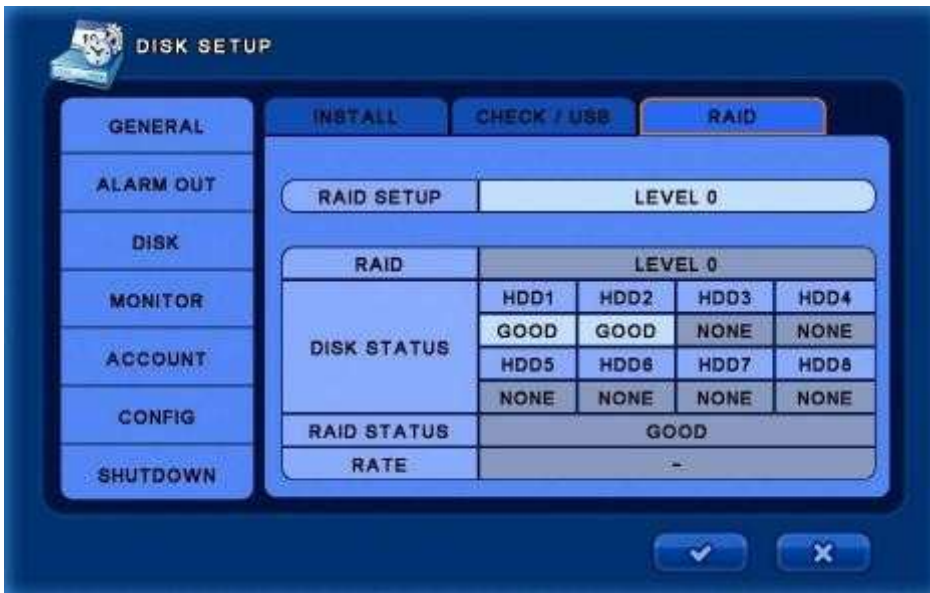 DISK SETUP
GENERAL
ALARM OUT
DISK
MONITOR
ACCOUNT
CONFIG
SHUTDOWN
INSTALL CHECK / USB RAID
RAID SETUP LEVEL 0
RAID LEVEL 0
DISK STATUS
HDD1 HDD2 HDD3 HDD4
GOOD GOOD NONE NONE
HDD5 HDD6 HDD7 HDD8
NONE NONE NONE NONE
RAID STATUS GOOD
RATE -